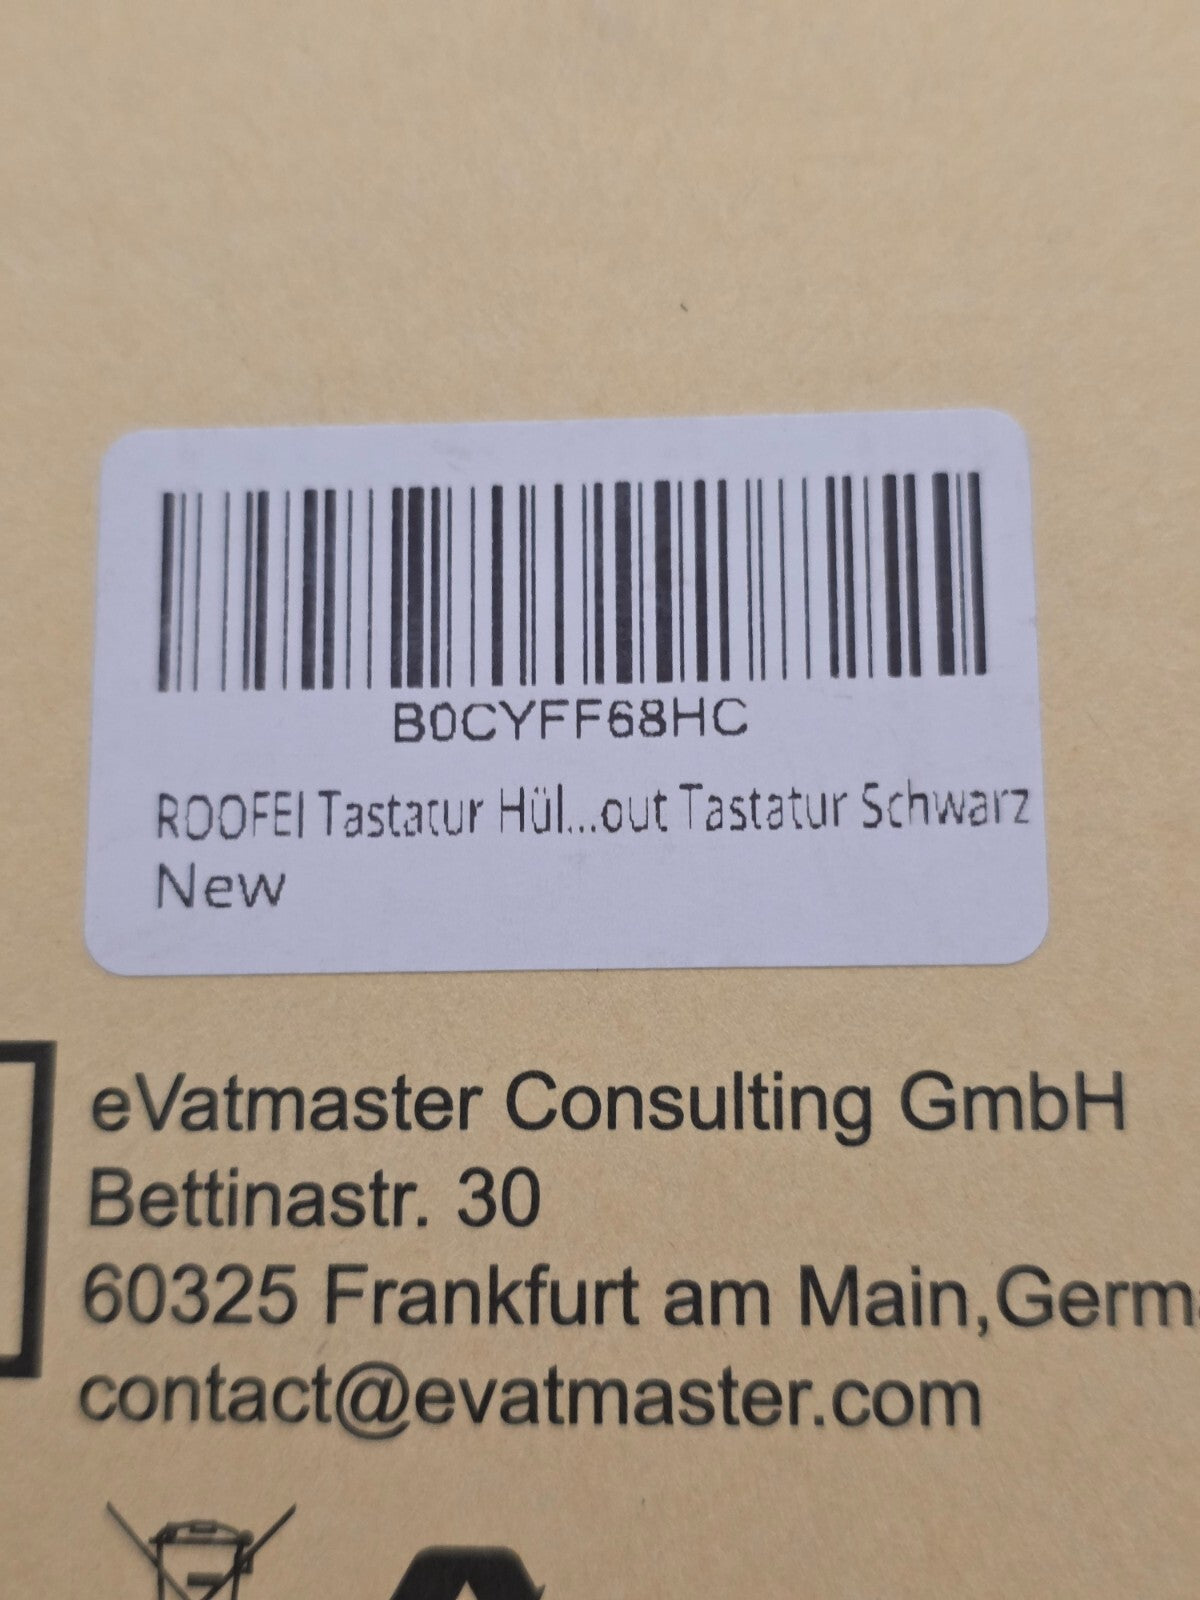 B0CYFF68HC
ROOFEI Tastatur Hül...out Tastatur Schwarz
New
eVatmaster Consulting GmbH
Bettinastr. 30
60325 Frankfurt am Main,Germ
contact@evatmaster.com